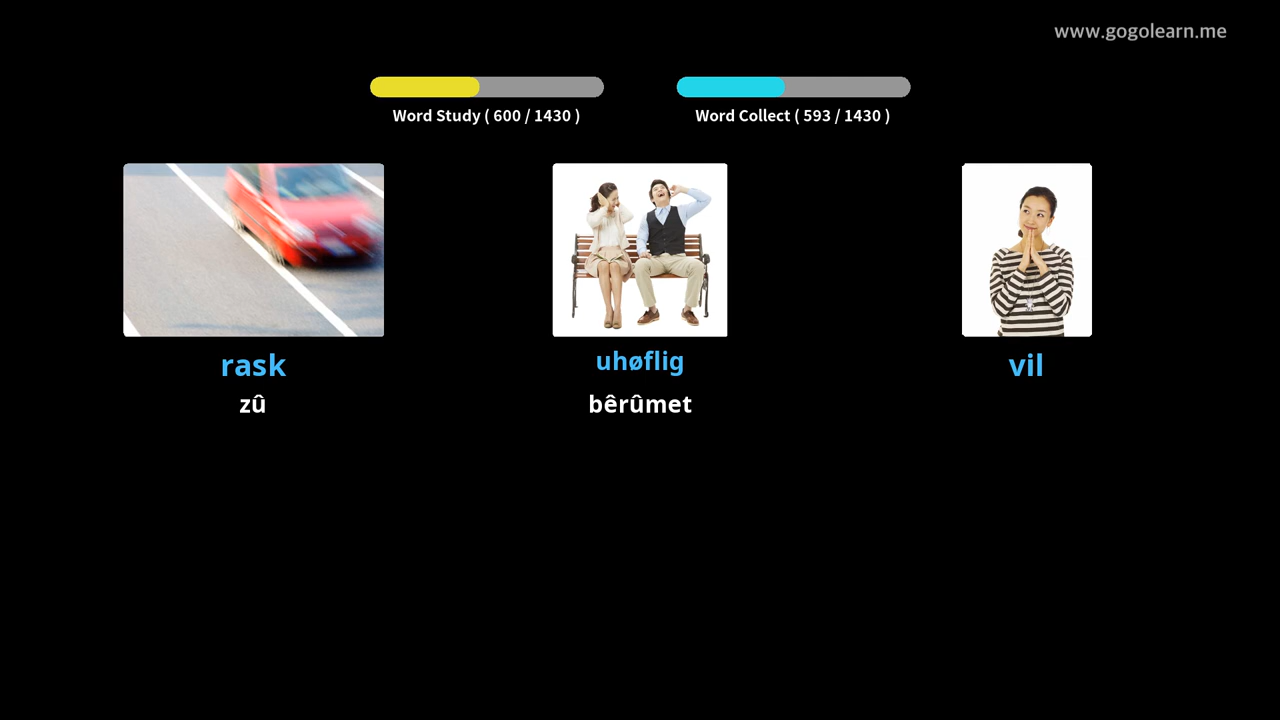 www.gogolearn.me
Word Study ( 600 / 1430 )
Word Collect ( 593 / 1430 )
rask
uhøflig
vil
zû
bêrûmet